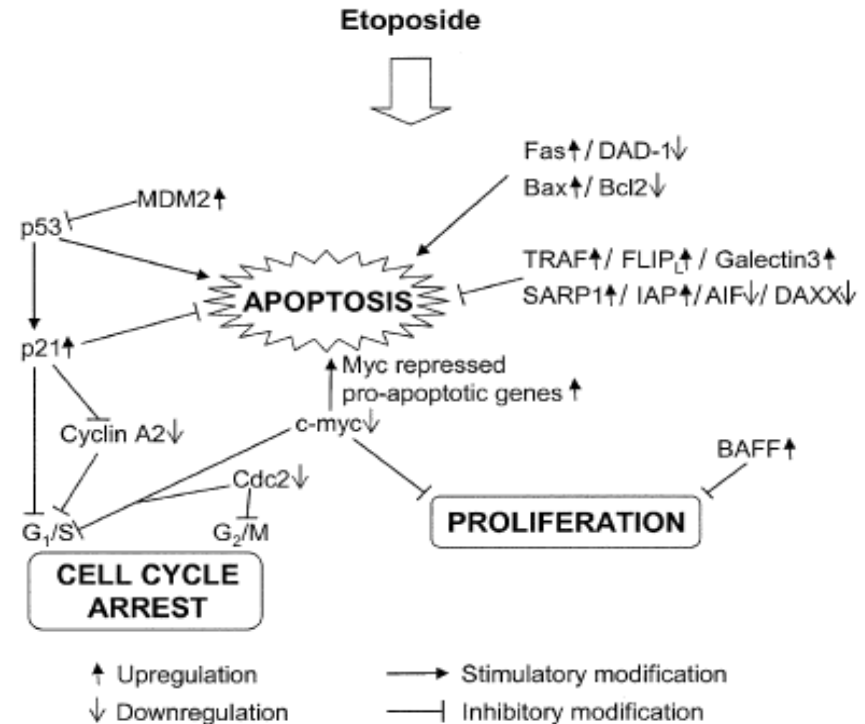 Etoposide
Fas↑/ DAD-1↓
Bax↑/ Bcl2↓
MDM2↑
p53
TRAF↑/ FLIPL↑/ Galectin3↑
SARP1↑/ IAP↑/AIF↓/ DAXX↓
APOPTOSIS
p21↑
Myc repressed
pro-apoptotic genes ↑
c-myc↓
Cyclin A2↓
BAFF↑
Cdc2↓
PROLIFERATION
G1/S
G2/M
CELL CYCLE
ARREST
↑ Upregulation
Stimulatory modification
↓ Downregulation
Inhibitory modification